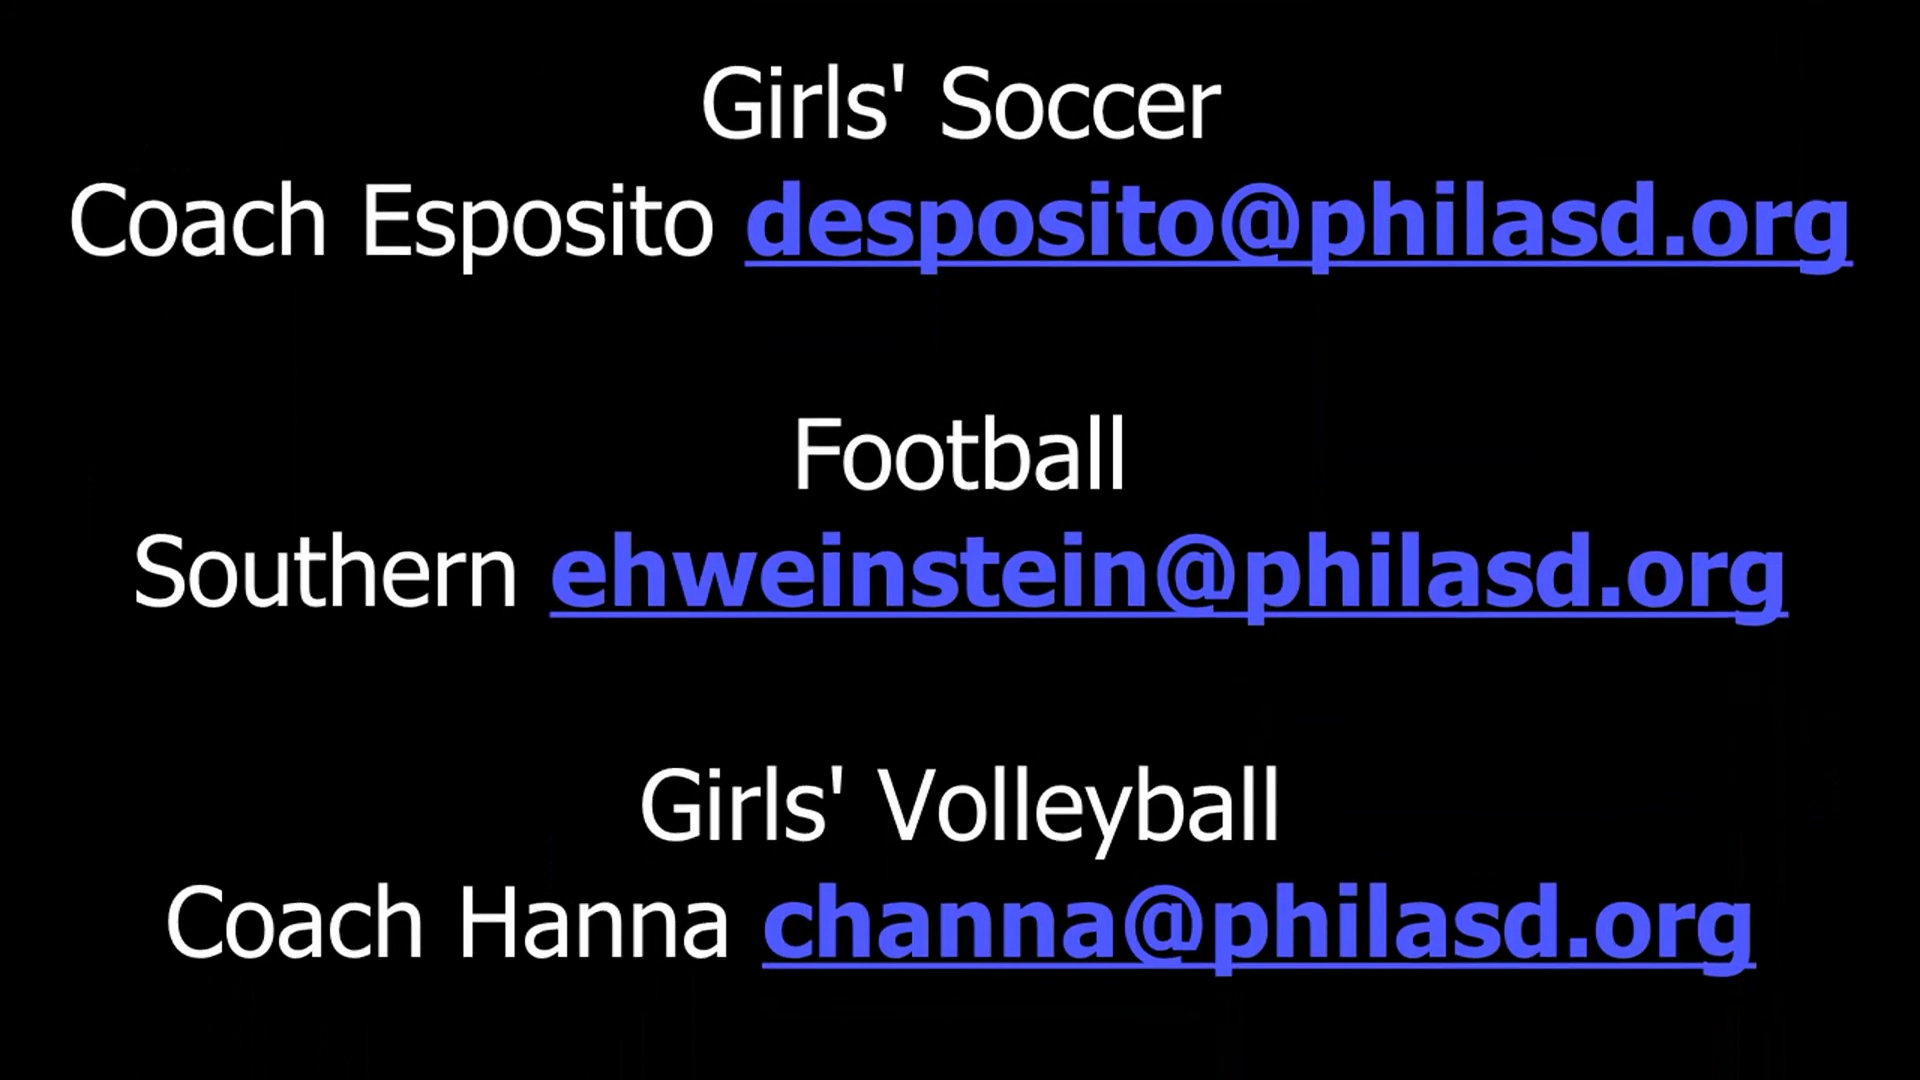 Girls' Soccer
Coach Esposito desposito@philasd.org
Football
Southern ehweinstein@philasd.org
Girls' Volleyball
Coach Hanna channa@philasd.org